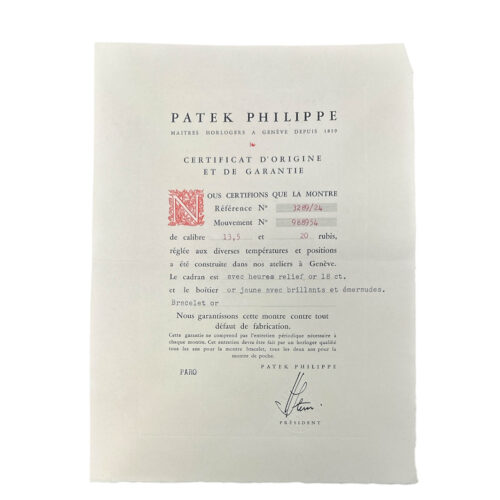 PATEK PHILIPPE
MAITRES HORLOGERS A GENÈVE DEPUIS 1839
CERTIFICAT D'ORIGINE
ET DE GARANTIE
NOUS CERTIFIONS QUE LA MONTRE
Référence Nº 3289/24
Mouvement Nº 968954
de calibre 13,5 et 20 rubis,
réglée aux diverses températures et positions
a été construite dans nos ateliers à Genève.
Le cadran est avec heures relief or 18 ct.
et le boîtier or jaune avec brillants et émeraudes.
Bracelet or
Nous garantissons cette montre contre tout
défaut de fabrication.
Cette garantie ne comprend pas l'entretien périodique nécessaire à
chaque montre. Cet entretien devra être fait par un horloger qualifié
tous les ans pour la montre bracelet, tous les deux ans pour la
montre de poche.
PATEK PHILIPPE
PARO
Stern
PRÉSIDENT